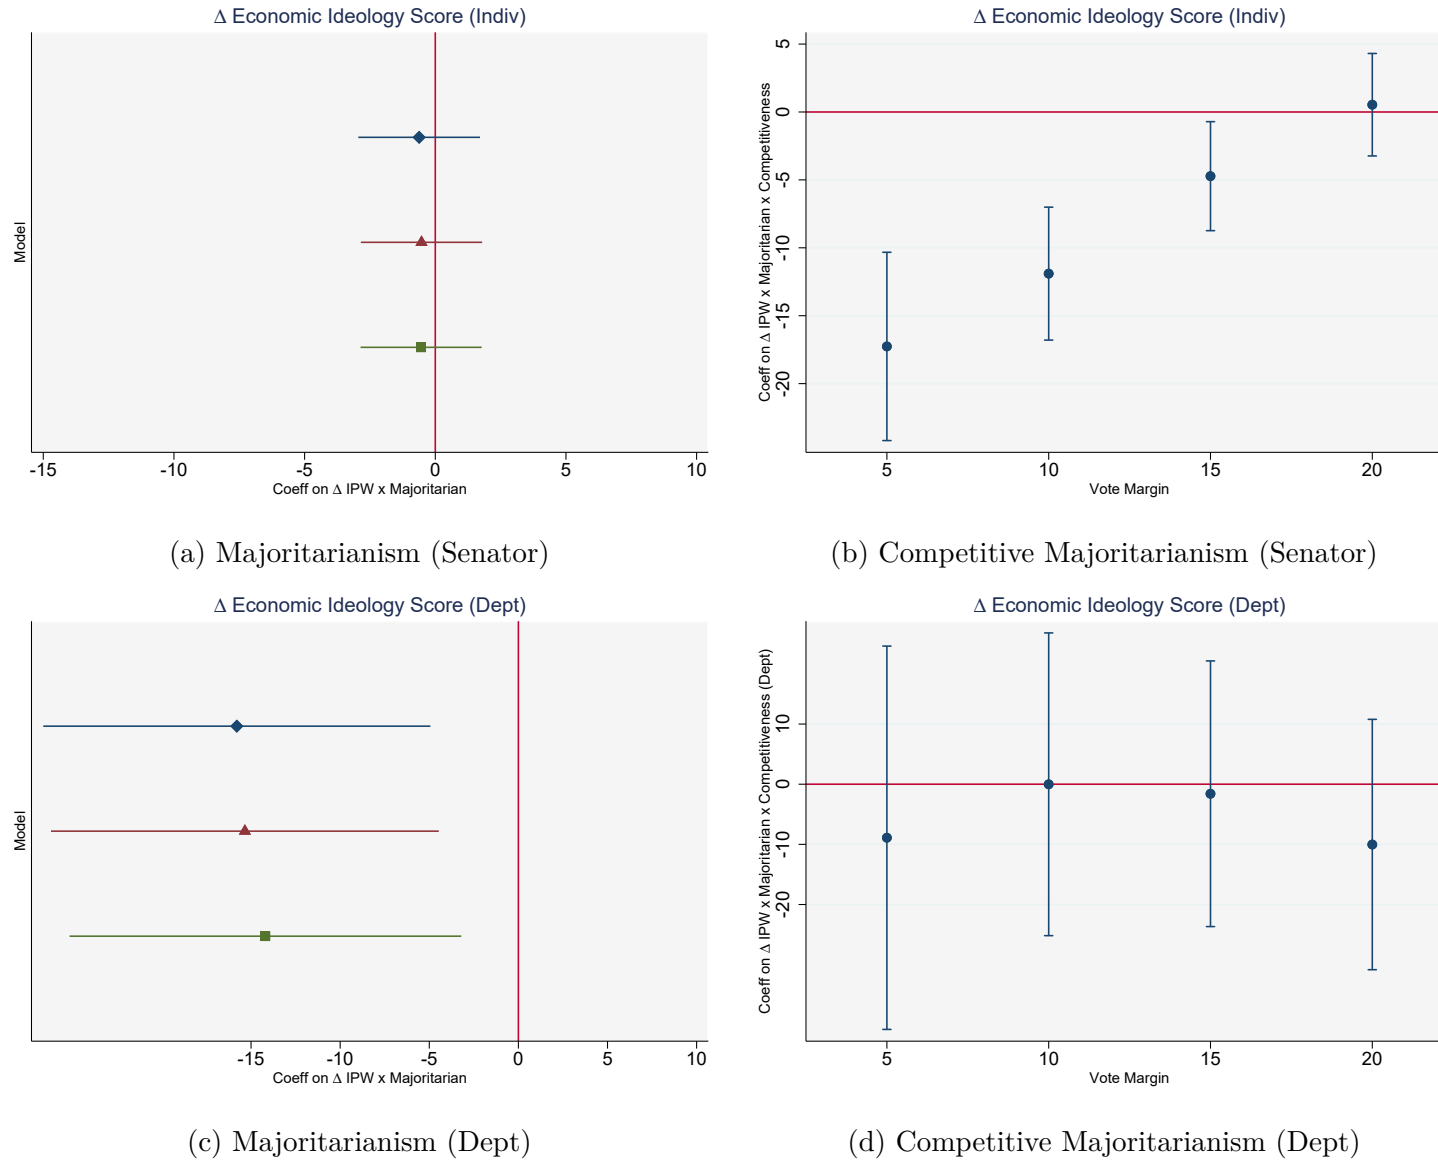 Δ Economic Ideology Score (Indiv)
Model
-15 -10 -5 0 5 10
Coeff on Δ IPW x Majoritarian
(a) Majoritarianism (Senator)
Δ Economic Ideology Score (Indiv)
Coeff on Δ IPW x Majoritarian x Competitiveness
5
0
-5
-10
-15
-20
5 10 15 20
Vote Margin
(b) Competitive Majoritarianism (Senator)
Δ Economic Ideology Score (Dept)
Model
-15 -10 -5 0 5 10
Coeff on Δ IPW x Majoritarian
(c) Majoritarianism (Dept)
Δ Economic Ideology Score (Dept)
Coeff on Δ IPW x Majoritarian x Competitiveness (Dept)
10
0
-10
-20
5 10 15 20
Vote Margin
(d) Competitive Majoritarianism (Dept)